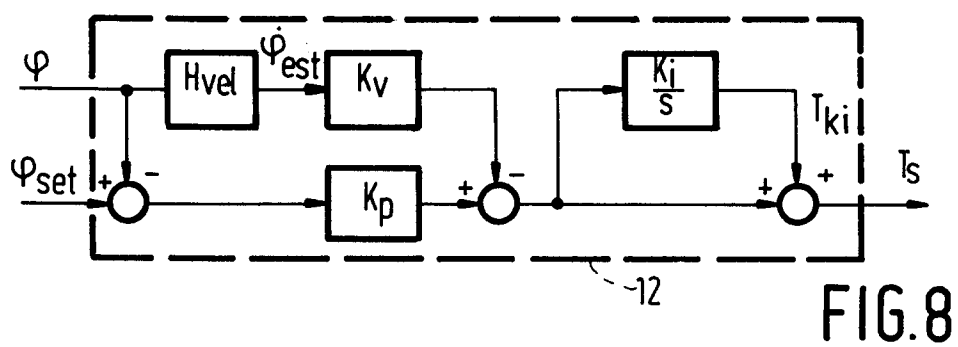 φ
Hvel
φ̇est
Kv
Ki/s
Tki
φset
+
-
Kp
+
-
+
+
Ts
12
FIG.8